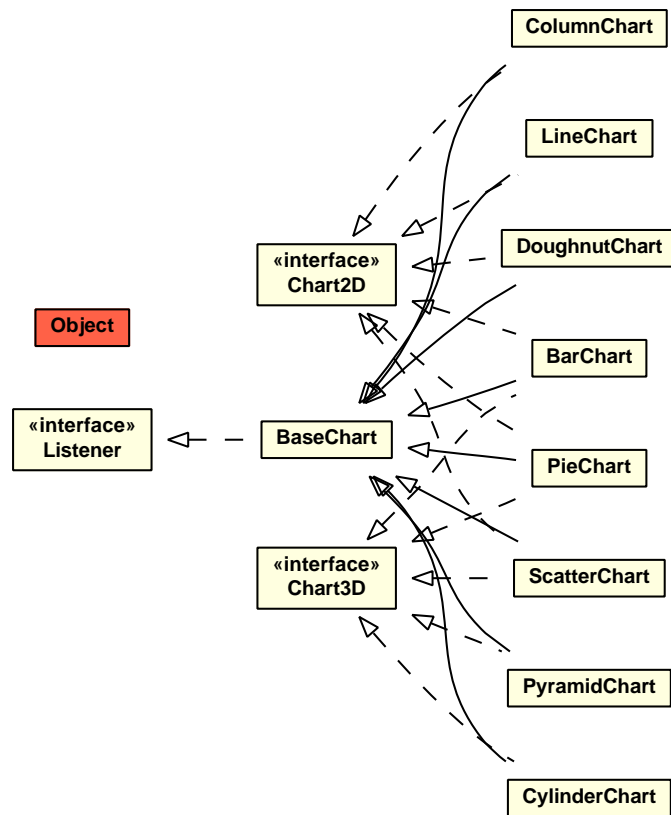 ColumnChart
LineChart
«interface»
Chart2D
DoughnutChart
Object
BarChart
«interface»
Listener
BaseChart
PieChart
«interface»
Chart3D
ScatterChart
PyramidChart
CylinderChart